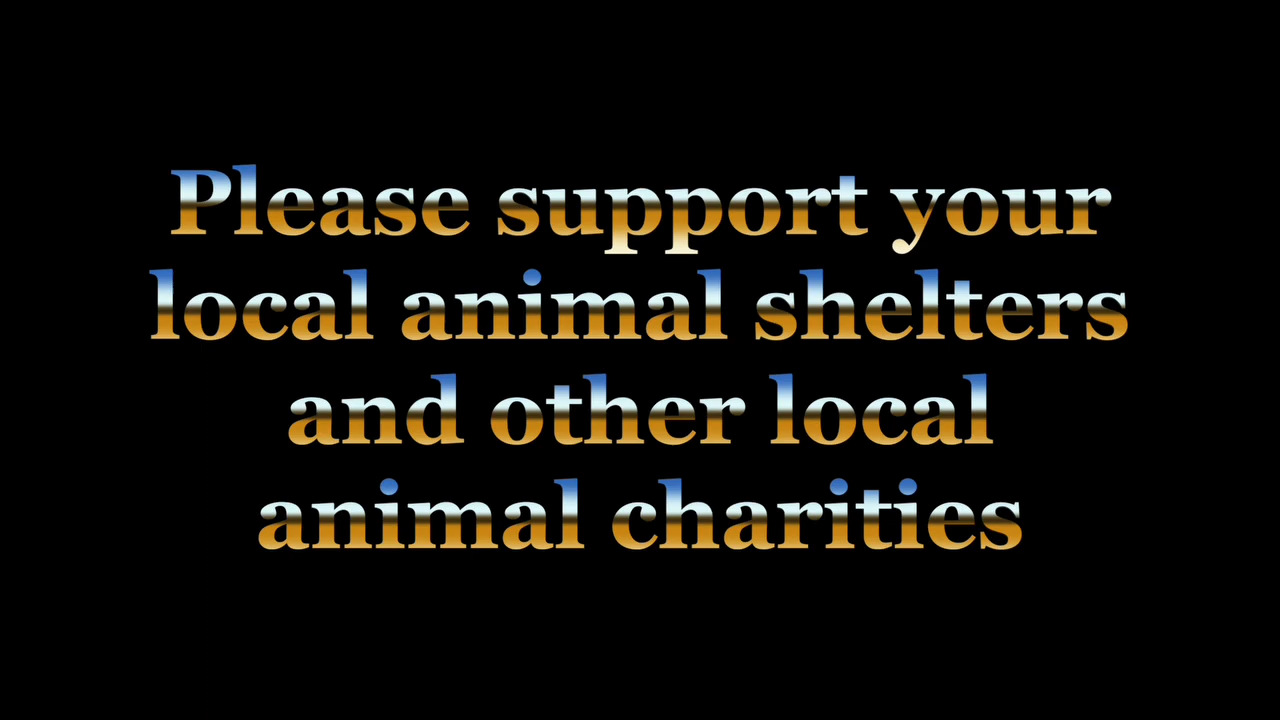 Please support your
local animal shelters
and other local
animal charities